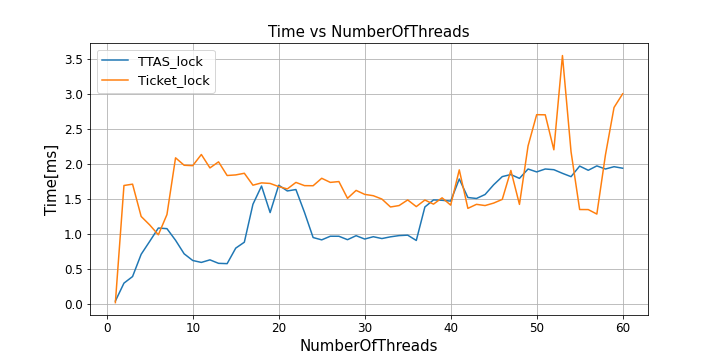 Time vs NumberOfThreads
TTAS_lock
Ticket_lock
3.5
3.0
2.5
2.0
1.5
1.0
0.5
0.0
Time[ms]
0 10 20 30 40 50 60
NumberOfThreads